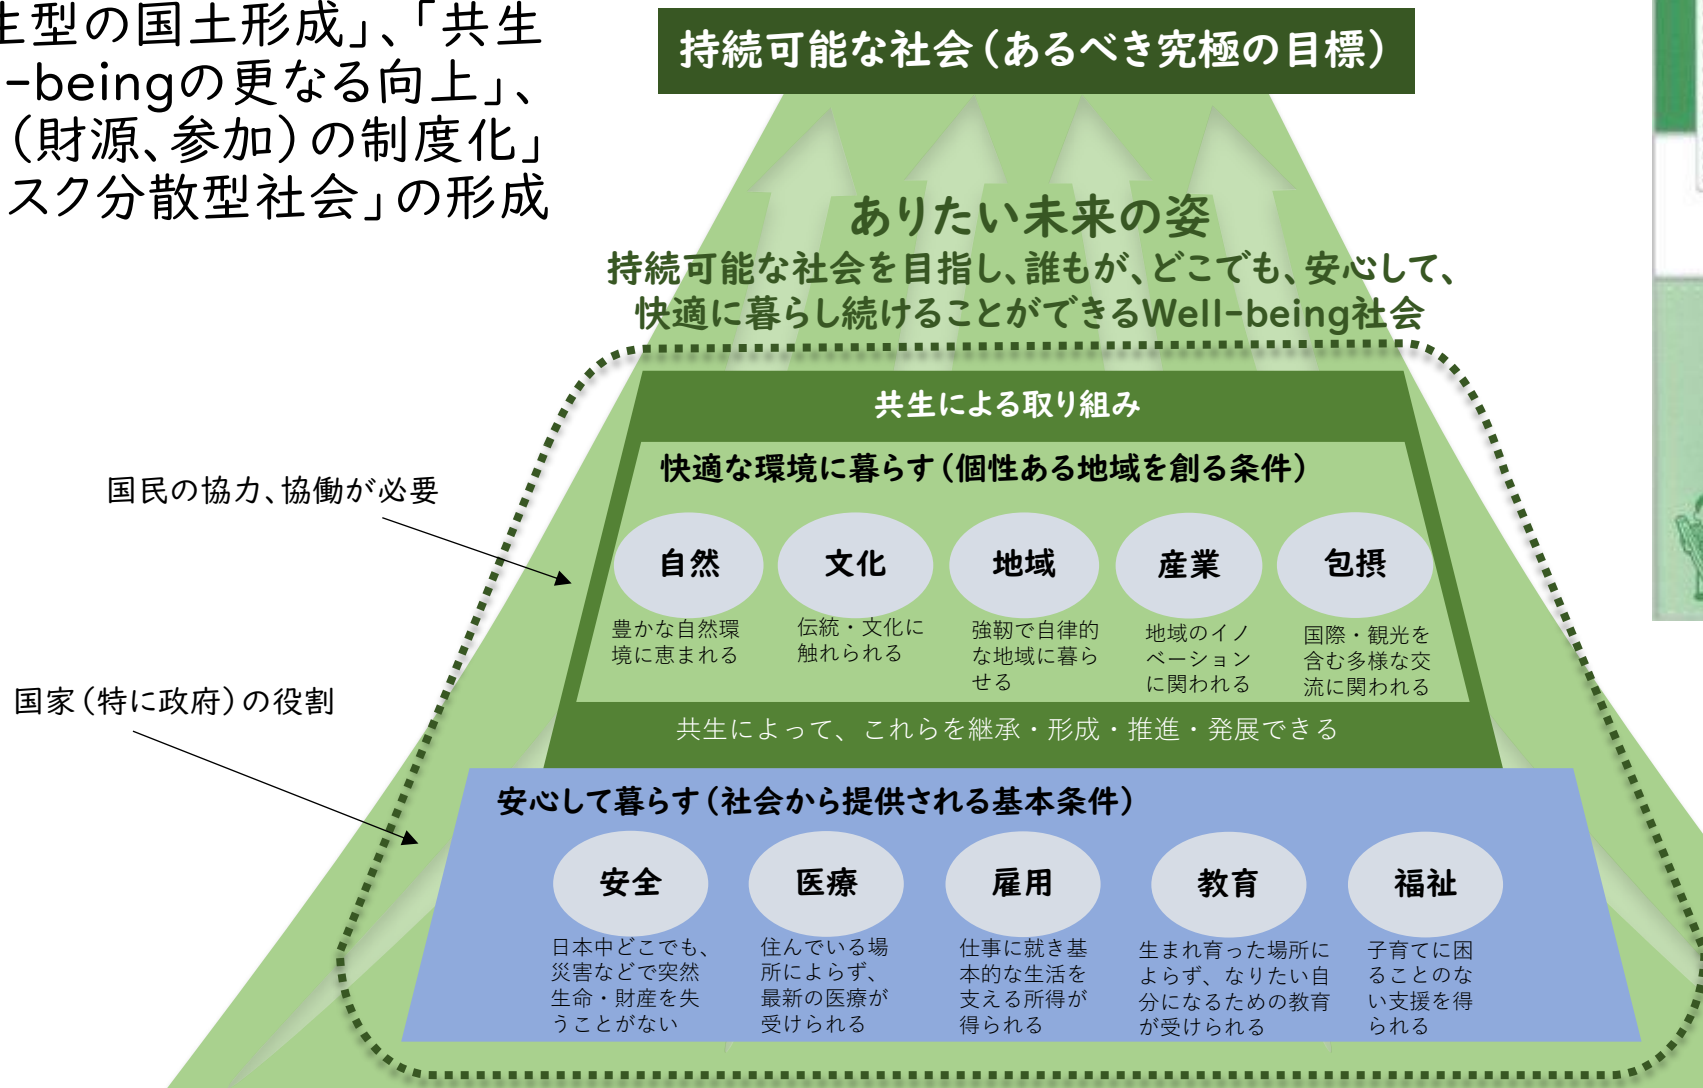 生型の国土形成」、「共生
-beingの更なる向上」、
(財源、参加)の制度化」
スク分散型社会」の形成
持続可能な社会(あるべき究極の目標)
ありたい未来の姿
持続可能な社会を目指し、誰もが、どこでも、安心して、
快適に暮らし続けることができるWell-being社会
共生による取り組み
快適な環境に暮らす(個性ある地域を創る条件)
国民の協力、協働が必要
自然
豊かな自然環
境に恵まれる
文化
伝統・文化に
触れられる
地域
強靭で自律的
な地域に暮ら
せる
産業
地域のイノ
ベーション
に関われる
包摂
国際・観光を
含む多様な交
流に関われる
共生によって、これらを継承・形成・推進・発展できる
国家(特に政府)の役割
安心して暮らす(社会から提供される基本条件)
安全
日本中どこでも、
災害などで突然
生命・財産を失
うことがない
医療
住んでいる場
所によらず、
最新の医療が
受けられる
雇用
仕事に就き基
本的な生活を
支える所得が
得られる
教育
生まれ育った場所に
よらず、なりたい自
分になるための教育
が受けられる
福祉
子育てに困
ることのな
い支援を得
られる